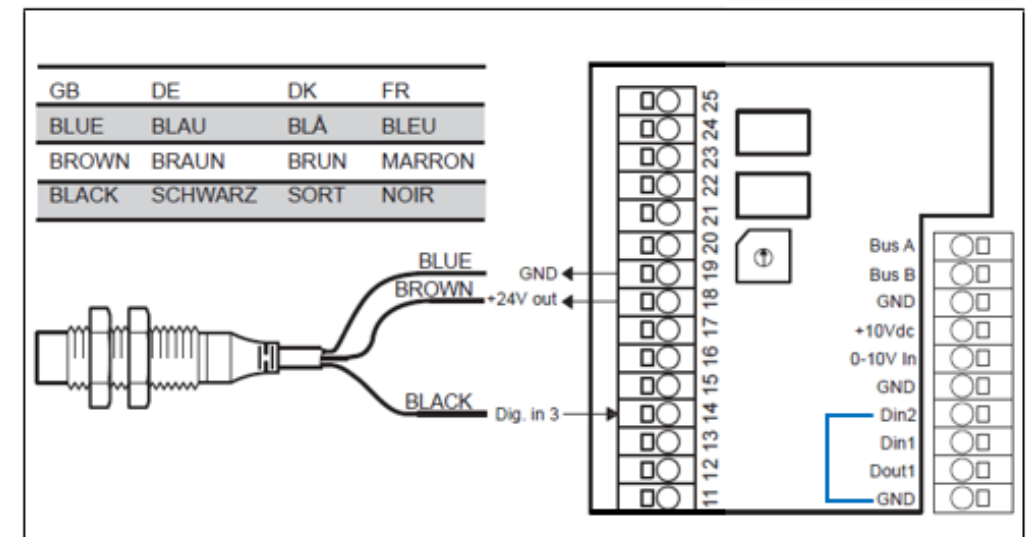 GB DE DK FR
BLUE BLAU BLÅ BLEU
BROWN BRAUN BRUN MARRON
BLACK SCHWARZ SORT NOIR
BLUE
BROWN
BLACK
GND
+24V out
Dig. in 3
25
24
23
22
21
20
19
18
17
16
15
14
13
12
11
Bus A
Bus B
GND
+10Vdc
0-10V In
GND
Din2
Din1
Dout1
GND